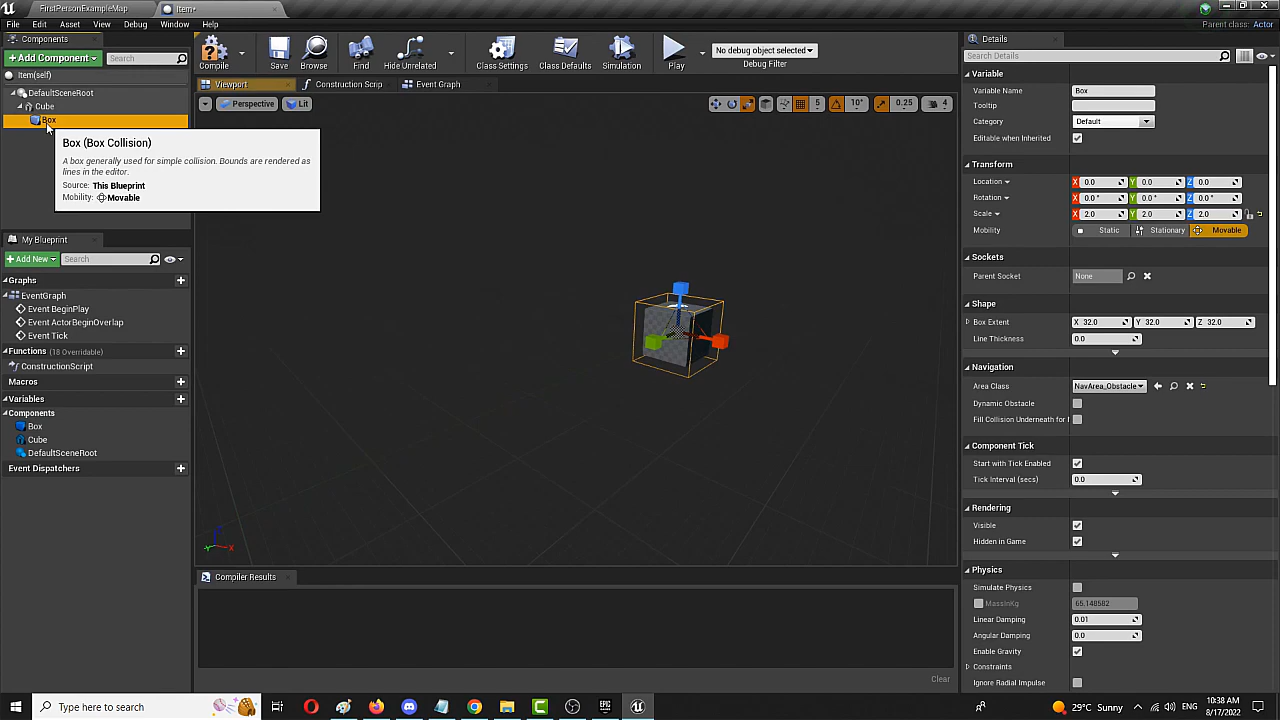 FirstPersonExampleMap
Item*
Parent class: Actor
File Edit Asset View Debug Window Help
Components
+ Add Component
Search
Item(self)
DefaultSceneRoot
Cube
Box
Box (Box Collision)
A box generally used for simple collision. Bounds are rendered as
lines in the editor.
Source: This Blueprint
Mobility: Movable
My Blueprint
+ Add New
Search
Graphs
EventGraph
Event BeginPlay
Event ActorBeginOverlap
Event Tick
Functions (18 Overridable)
ConstructionScript
Macros
Variables
Components
Box
Cube
DefaultSceneRoot
Event Dispatchers
Compile
Save
Browse
Find
Hide Unrelated
Class Settings
Class Defaults
Simulation
Play
No debug object selected
Debug Filter
Viewport
Construction Scrip
Event Graph
Perspective
Lit
5
10°
0.25
4
Z
X
Y
Compiler Results
Clear
Details
Search Details
Variable
Variable Name Box
Tooltip
Category Default
Editable when Inherited
Transform
Location X 0.0 Y 0.0 Z 0.0
Rotation X 0.0 ° Y 0.0 ° Z 0.0 °
Scale X 2.0 Y 2.0 Z 2.0
Mobility Static Stationary Movable
Sockets
Parent Socket None
Shape
Box Extent X 32.0 Y 32.0 Z 32.0
Line Thickness 0.0
Navigation
Area Class NavArea_Obstacle
Dynamic Obstacle
Fill Collision Underneath for
Component Tick
Start with Tick Enabled
Tick Interval (secs) 0.0
Rendering
Visible
Hidden in Game
Physics
Simulate Physics
MassInKg 65.148582
Linear Damping 0.01
Angular Damping 0.0
Enable Gravity
Constraints
Ignore Radial Impulse
Type here to search
29°C Sunny
10:38 AM
8/17/2022